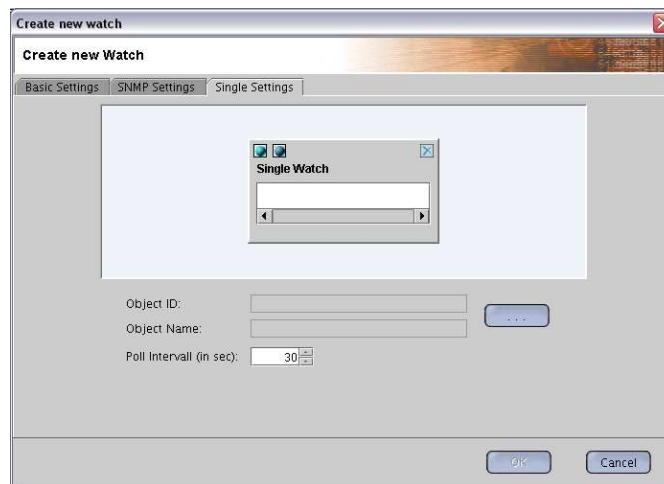 Create new watch
Create new Watch
Basic Settings SNMP Settings Single Settings
Single Watch
Object ID:
...
Object Name:
Poll Intervall (in sec): 30
OK Cancel